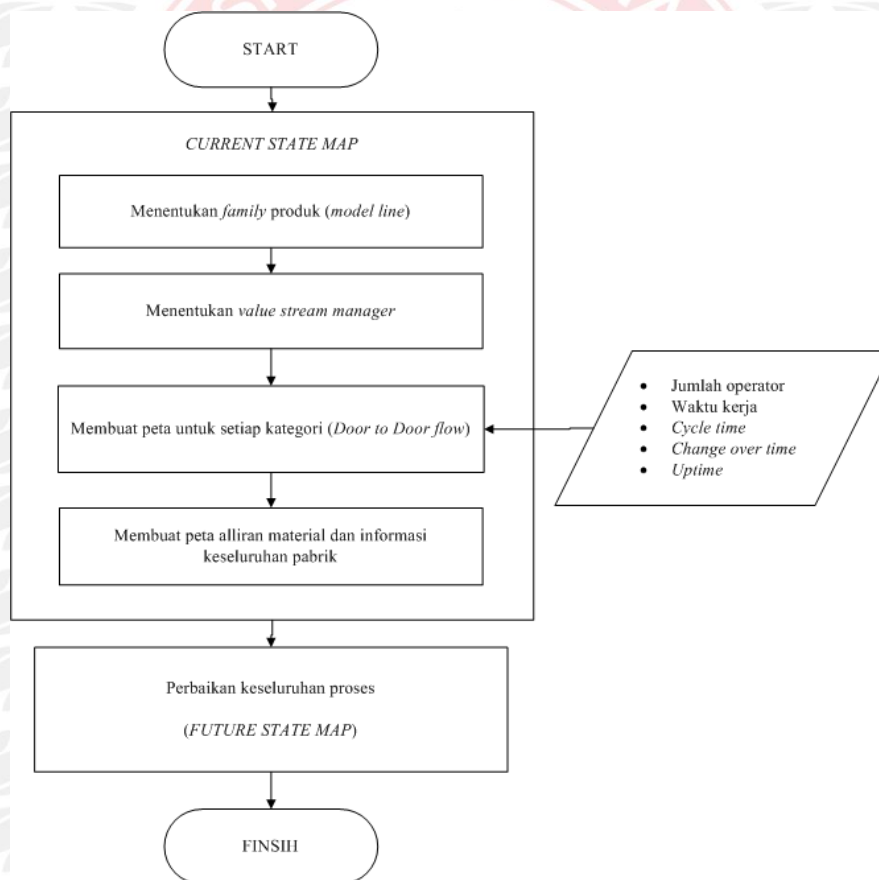 START
CURRENT STATE MAP
Menentukan family produk (model line)
Menentukan value stream manager
Membuat peta untuk setiap kategori (Door to Door flow)
• Jumlah operator
• Waktu kerja
• Cycle time
• Change over time
• Uptime
Membuat peta alliran material dan informasi
keseluruhan pabrik
Perbaikan keseluruhan proses
(FUTURE STATE MAP)
FINSIH